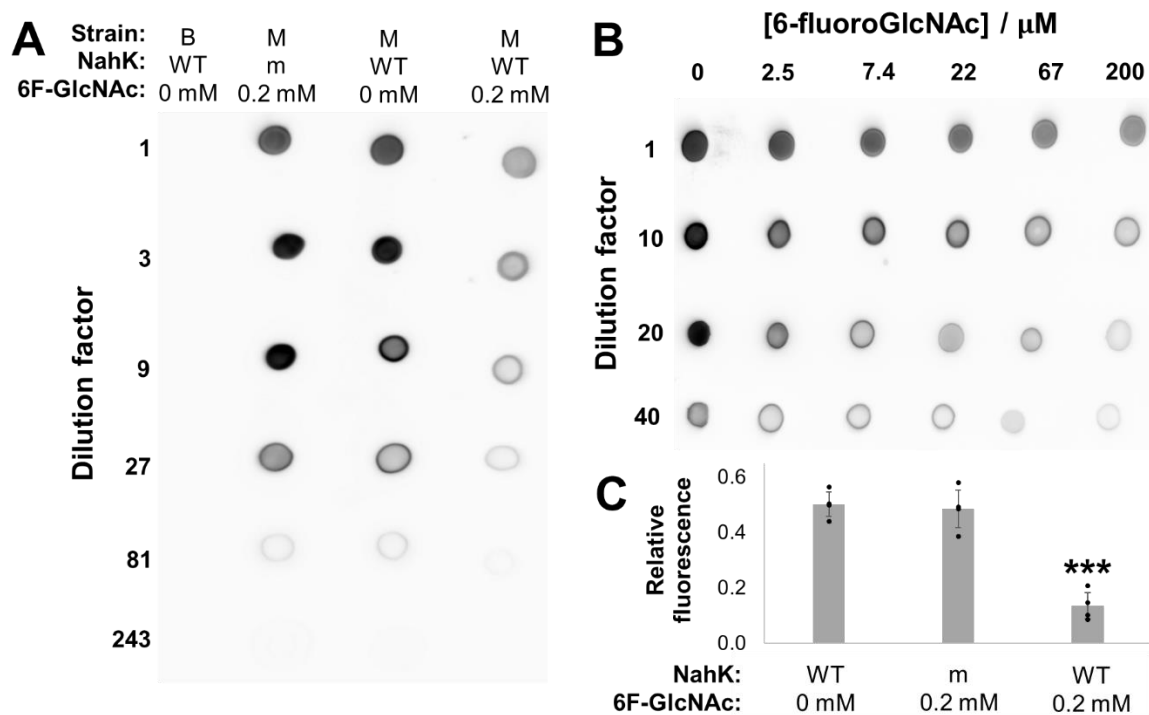 A
Strain: B M M M
NahK: WT m WT WT
6F-GlcNAc: 0 mM 0.2 mM 0 mM 0.2 mM
Dilution factor
1
3
9
27
81
243
B
[6-fluoroGlcNAc] / μM
0 2.5 7.4 22 67 200
Dilution factor
1
10
20
40
C
Relative
fluorescence
0.6
0.4
0.2
0.0
***
NahK: WT m WT
6F-GlcNAc: 0 mM 0.2 mM 0.2 mM